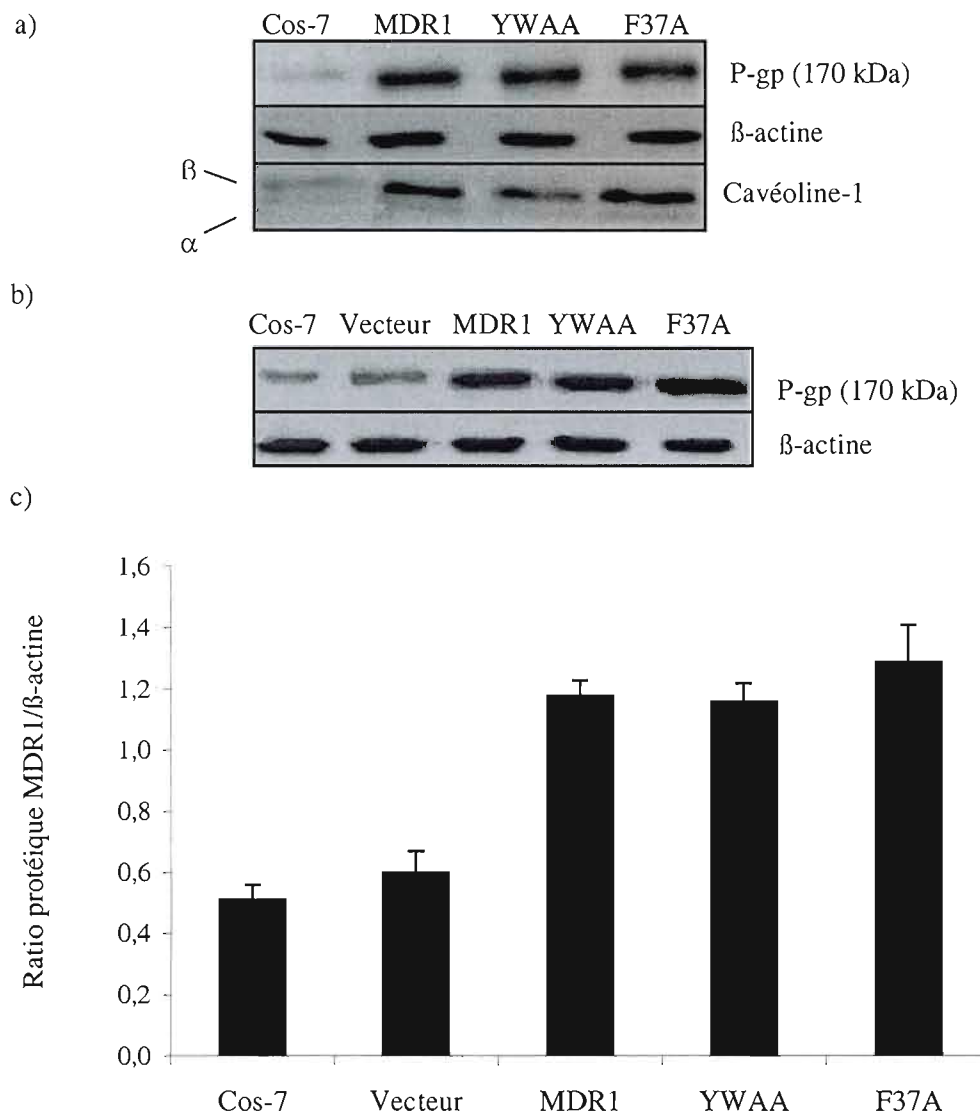 a)
Cos-7 MDR1 YWAA F37A
P-gp (170 kDa)
ß-actine
ß
Cavéoline-1
α
b)
Cos-7 Vecteur MDR1 YWAA F37A
P-gp (170 kDa)
ß-actine
c)
Ratio protéique MDR1/ß-actine
1,6
1,4
1,2
1,0
0,8
0,6
0,4
0,2
0,0
Cos-7 Vecteur MDR1 YWAA F37A